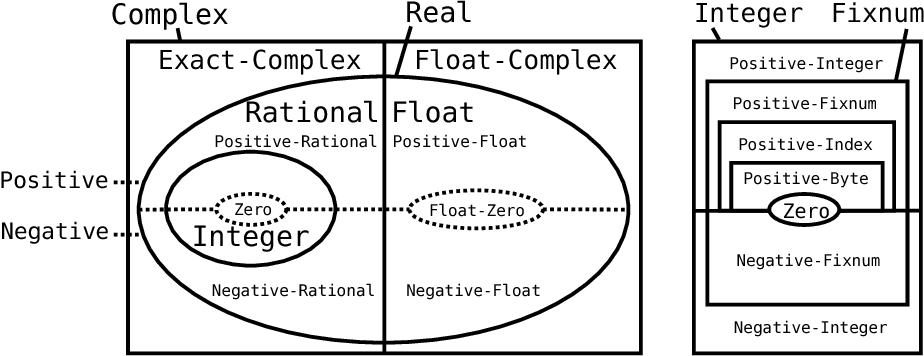 Complex
Real
Exact-Complex
Float-Complex
Rational
Float
Positive-Rational
Positive-Float
Positive
Zero
Float-Zero
Negative
Integer
Negative-Rational
Negative-Float
Integer
Fixnum
Positive-Integer
Positive-Fixnum
Positive-Index
Positive-Byte
Zero
Negative-Fixnum
Negative-Integer